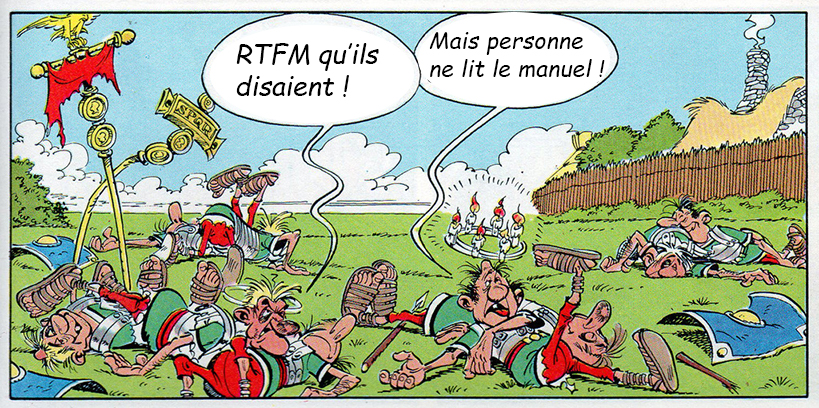 RTFM qu'ils
disaient !
Mais personne
ne lit le manuel !
SPQR